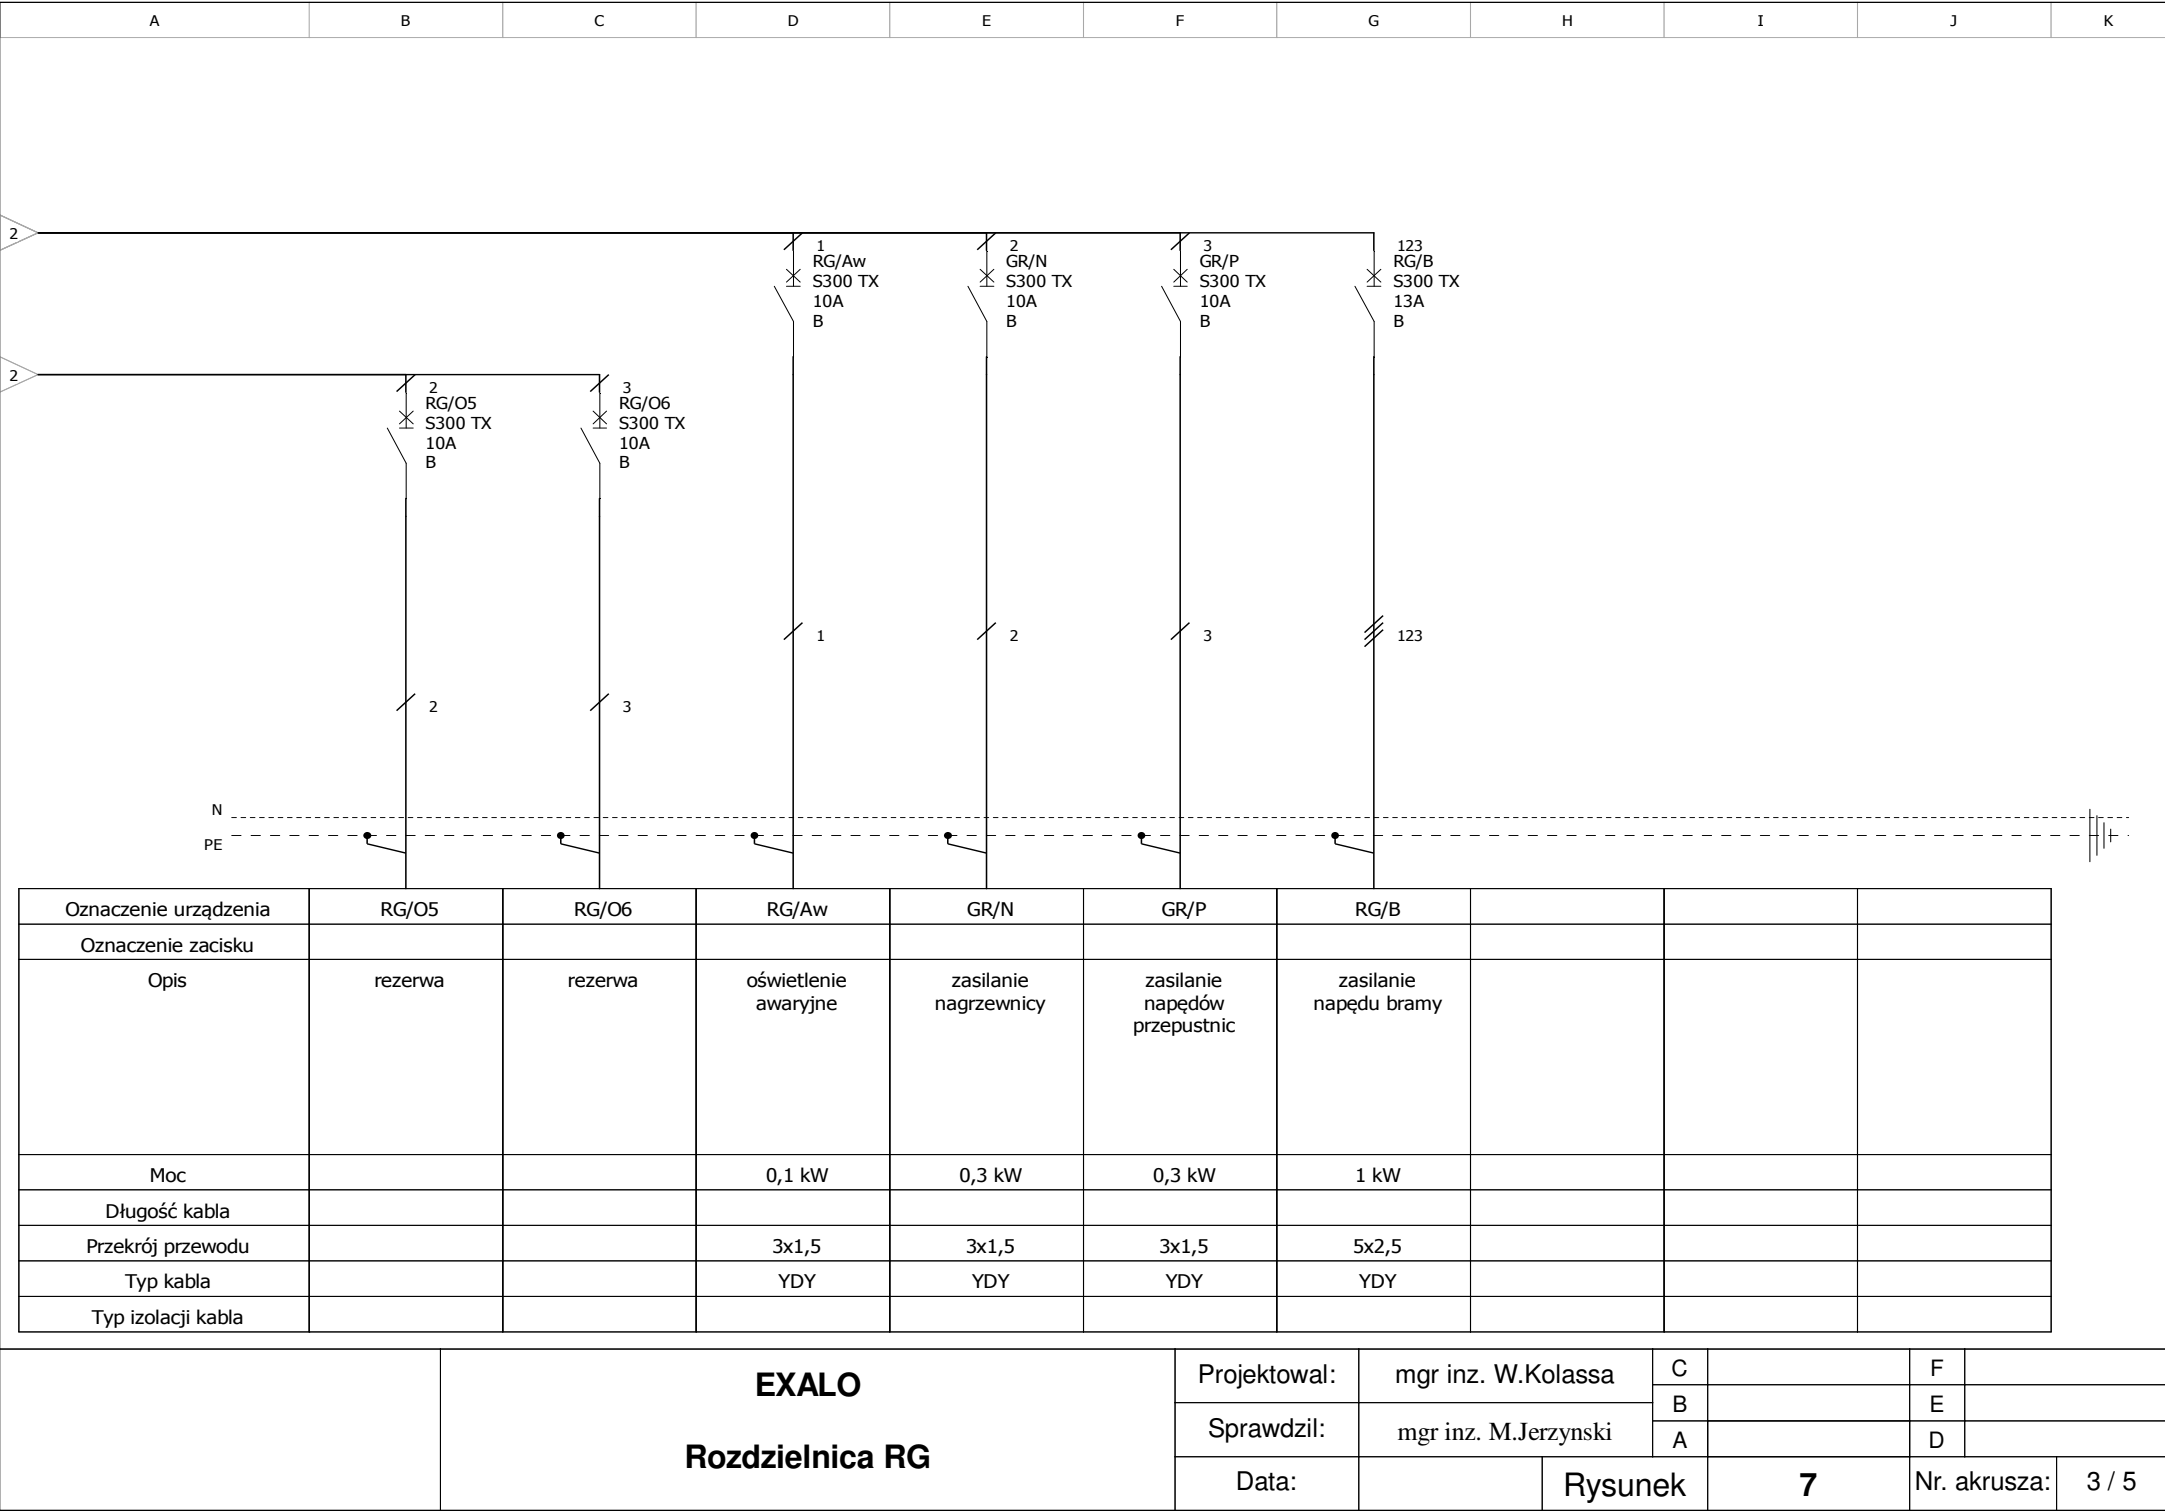 A B C D E F G H I J K
2
1
RG/Aw
S300 TX
10A
B
2
GR/N
S300 TX
10A
B
3
GR/P
S300 TX
10A
B
123
RG/B
S300 TX
13A
B
2
2
RG/O5
S300 TX
10A
B
3
RG/O6
S300 TX
10A
B
1 2 3 123
2 3
N
PE
Oznaczenie urządzenia RG/O5 RG/O6 RG/Aw GR/N GR/P RG/B
Oznaczenie zacisku
Opis rezerwa rezerwa
oświetlenie
awaryjne
zasilanie
nagrzewnicy
zasilanie
napędów
przepustnic
zasilanie
napędu bramy
Moc 0,1 kW 0,3 kW 0,3 kW 1 kW
Długość kabla
Przekrój przewodu 3x1,5 3x1,5 3x1,5 5x2,5
Typ kabla YDY YDY YDY YDY
Typ izolacji kabla
EXALO
Rozdzielnica RG
Projektowal: mgr inz. W.Kolassa
Sprawdzil: mgr inz. M.Jerzynski
Data:
C F
B E
A D
Rysunek 7 Nr. akrusza: 3 / 5